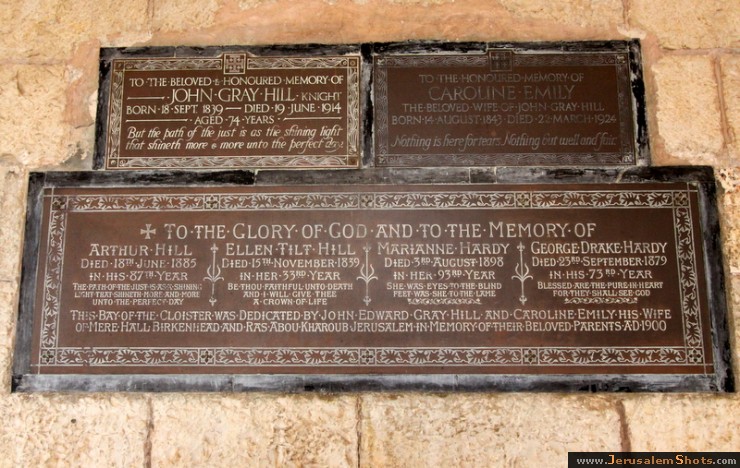 TO THE BELOVED & HONOURED MEMORY OF
JOHN · GRAY · HILL · KNIGHT
BORN · 18 · SEPT · 1839 — DIED · 19 · JUNE · 1914
— AGED · 74 · YEARS —
But the path of the just is as the shining light
that shineth more & more unto the perfect day
TO THE HONOURED MEMORY OF
CAROLINE · EMILY
THE BELOVED WIFE OF JOHN GRAY HILL
BORN 14 AUGUST 1843 DIED 22 MARCH 1924
Nothing is here for tears. Nothing but well and fair.
✠ TO · THE · GLORY · OF · GOD · AND · TO · THE · MEMORY · OF
ARTHUR · HILL
DIED · 18TH · JUNE · 1885
IN · HIS · 87TH · YEAR
THE · PATH · OF · THE · JUST · IS · AS · A · SHINING
LIGHT · THAT · SHINETH · MORE · AND · MORE
UNTO · THE · PERFECT · DAY
ELLEN · TILT · HILL
DIED · 15TH · NOVEMBER · 1839
IN · HER · 33RD · YEAR
BE · THOU · FAITHFUL · UNTO · DEATH
AND · I · WILL · GIVE · THEE
A · CROWN · OF · LIFE
MARIANNE · HARDY
DIED · 3RD · AUGUST · 1898
IN · HER · 93RD · YEAR
SHE · WAS · EYES · TO · THE · BLIND
FEET · WAS · SHE · TO · THE · LAME
GEORGE · DRAKE · HARDY
DIED · 23RD · SEPTEMBER · 1879
IN · HIS · 73RD · YEAR
BLESSED · ARE · THE · PURE · IN · HEART
FOR · THEY · SHALL · SEE · GOD
THIS · BAY · OF · THE · CLOISTER · WAS · DEDICATED · BY · JOHN · EDWARD · GRAY · HILL · AND · CAROLINE · EMILY · HIS · WIFE
OF · MERE · HALL · BIRKENHEAD · AND · RAS · ABOU · KHAROUB · JERUSALEM · IN · MEMORY · OF · THEIR · BELOVED · PARENTS · AD · 1900
www.JerusalemShots.com